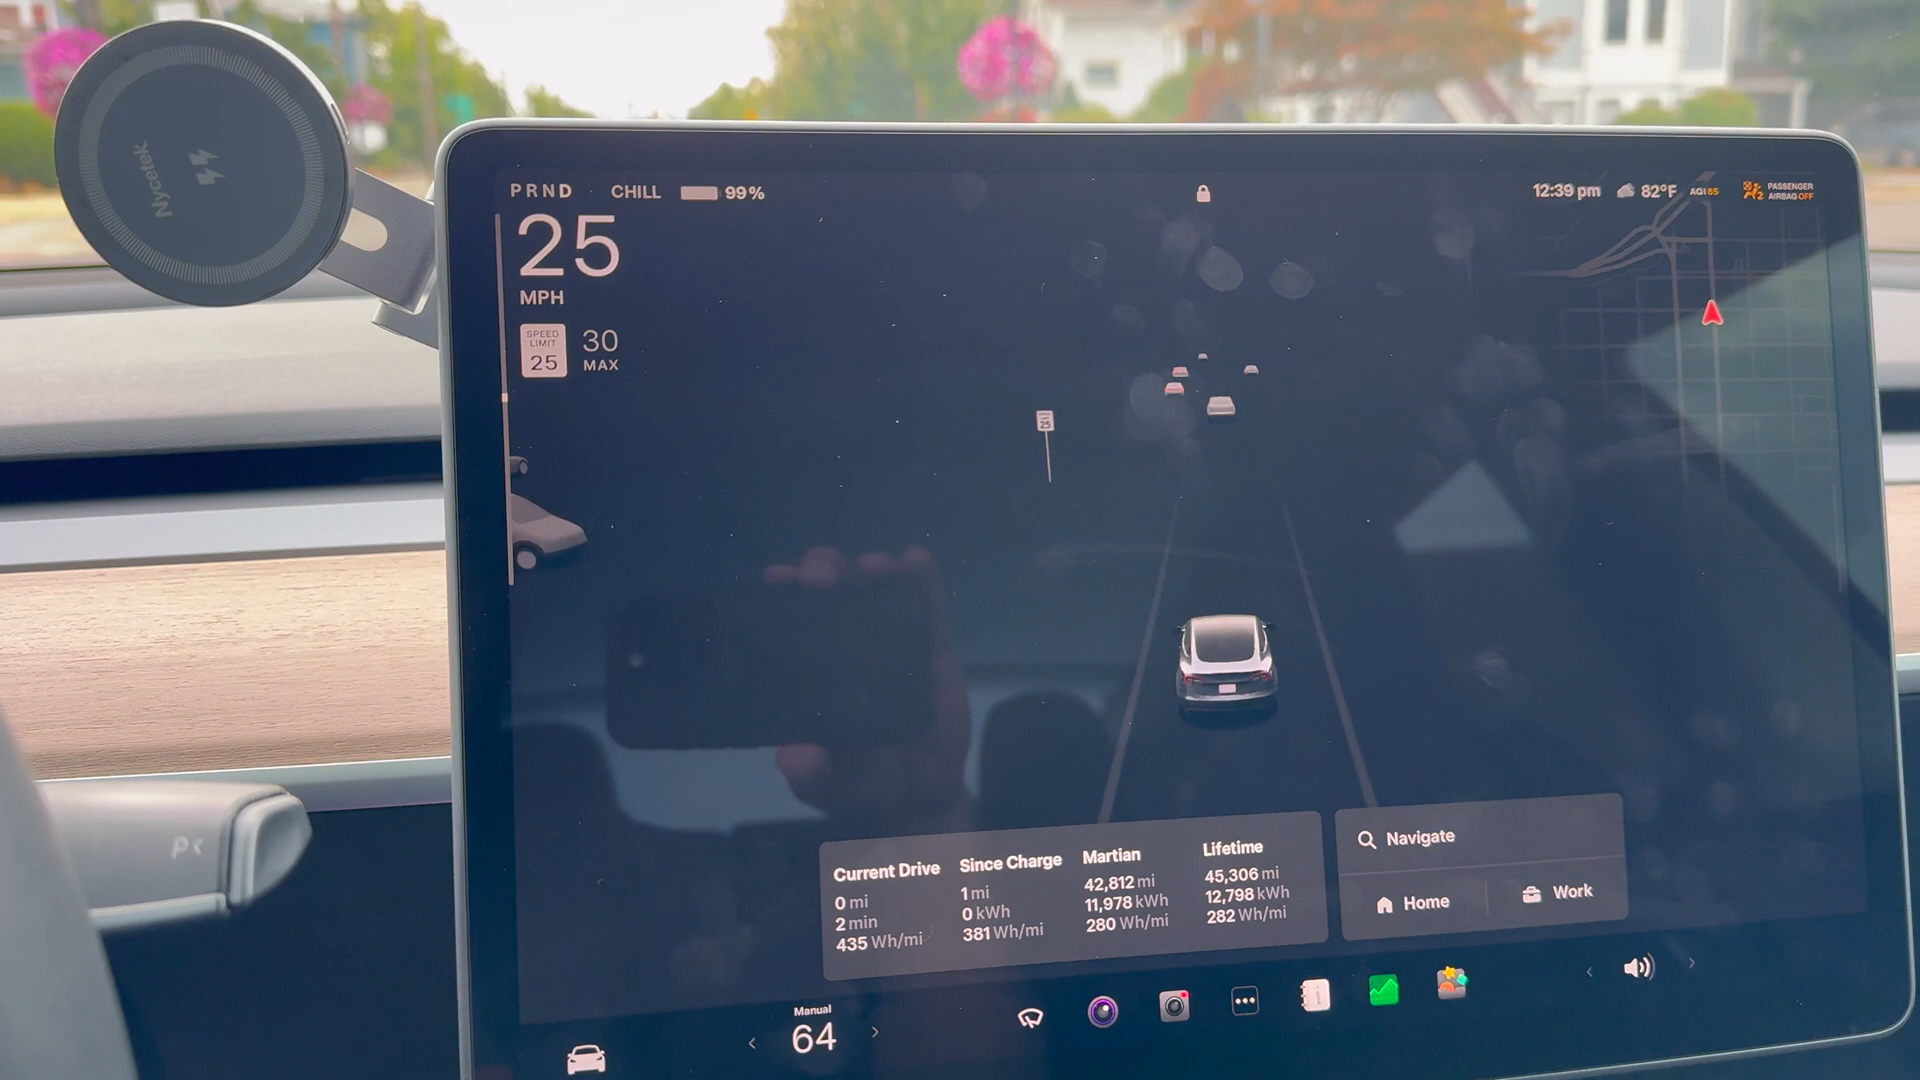 Nycetek
PRND CHILL 99%
12:39 pm 82°F AQI 85 PASSENGER
AIRBAG OFF
25
MPH
SPEED
LIMIT
25
30
MAX
25
Current Drive
0 mi
2 min
435 Wh/mi
Since Charge
1 mi
0 kWh
381 Wh/mi
Martian
42,812 mi
11,978 kWh
280 Wh/mi
Lifetime
45,306 mi
12,798 kWh
282 Wh/mi
Navigate
Home Work
Manual
64
P